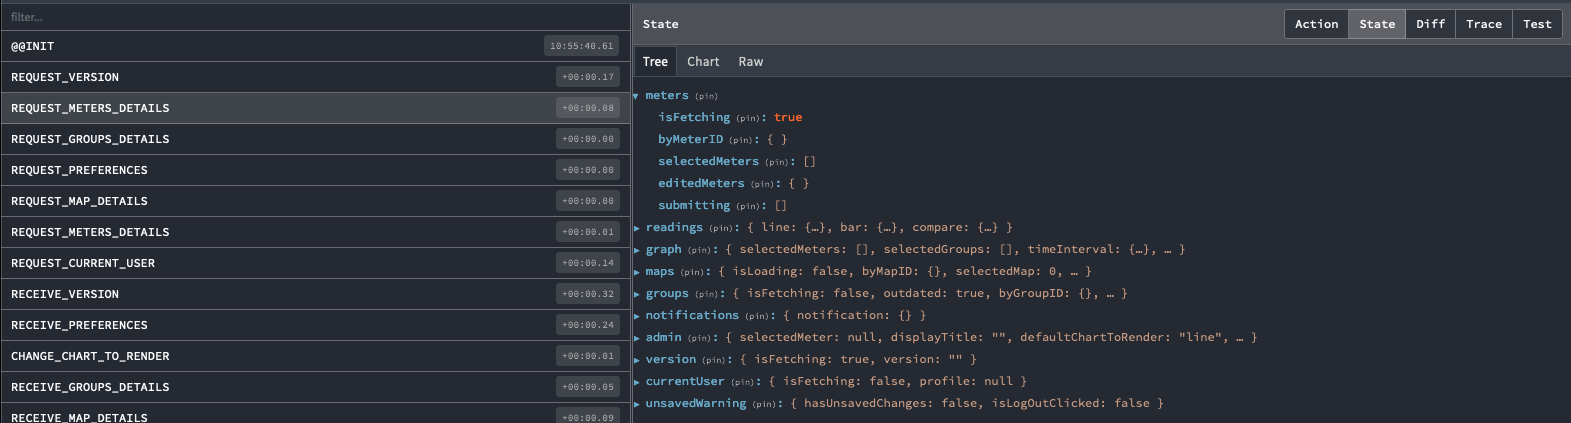 filter...
@@INIT 10:55:40.61
REQUEST_VERSION +00:00.17
REQUEST_METERS_DETAILS +00:00.08
REQUEST_GROUPS_DETAILS +00:00.00
REQUEST_PREFERENCES +00:00.00
REQUEST_MAP_DETAILS +00:00.00
REQUEST_METERS_DETAILS +00:00.01
REQUEST_CURRENT_USER +00:00.14
RECEIVE_VERSION +00:00.32
RECEIVE_PREFERENCES +00:00.24
CHANGE_CHART_TO_RENDER +00:00.01
RECEIVE_GROUPS_DETAILS +00:00.05
RECEIVE_MAP_DETAILS +00:00.09
State Action State Diff Trace Test
Tree Chart Raw
▼ meters (pin)
isFetching (pin): true
byMeterID (pin): { }
selectedMeters (pin): []
editedMeters (pin): { }
submitting (pin): []
▶ readings (pin): { line: {…}, bar: {…}, compare: {…} }
▶ graph (pin): { selectedMeters: [], selectedGroups: [], timeInterval: {…}, … }
▶ maps (pin): { isLoading: false, byMapID: {}, selectedMap: 0, … }
▶ groups (pin): { isFetching: false, outdated: true, byGroupID: {}, … }
▶ notifications (pin): { notification: {} }
▶ admin (pin): { selectedMeter: null, displayTitle: "", defaultChartToRender: "line", … }
▶ version (pin): { isFetching: true, version: "" }
▶ currentUser (pin): { isFetching: false, profile: null }
▶ unsavedWarning (pin): { hasUnsavedChanges: false, isLogOutClicked: false }